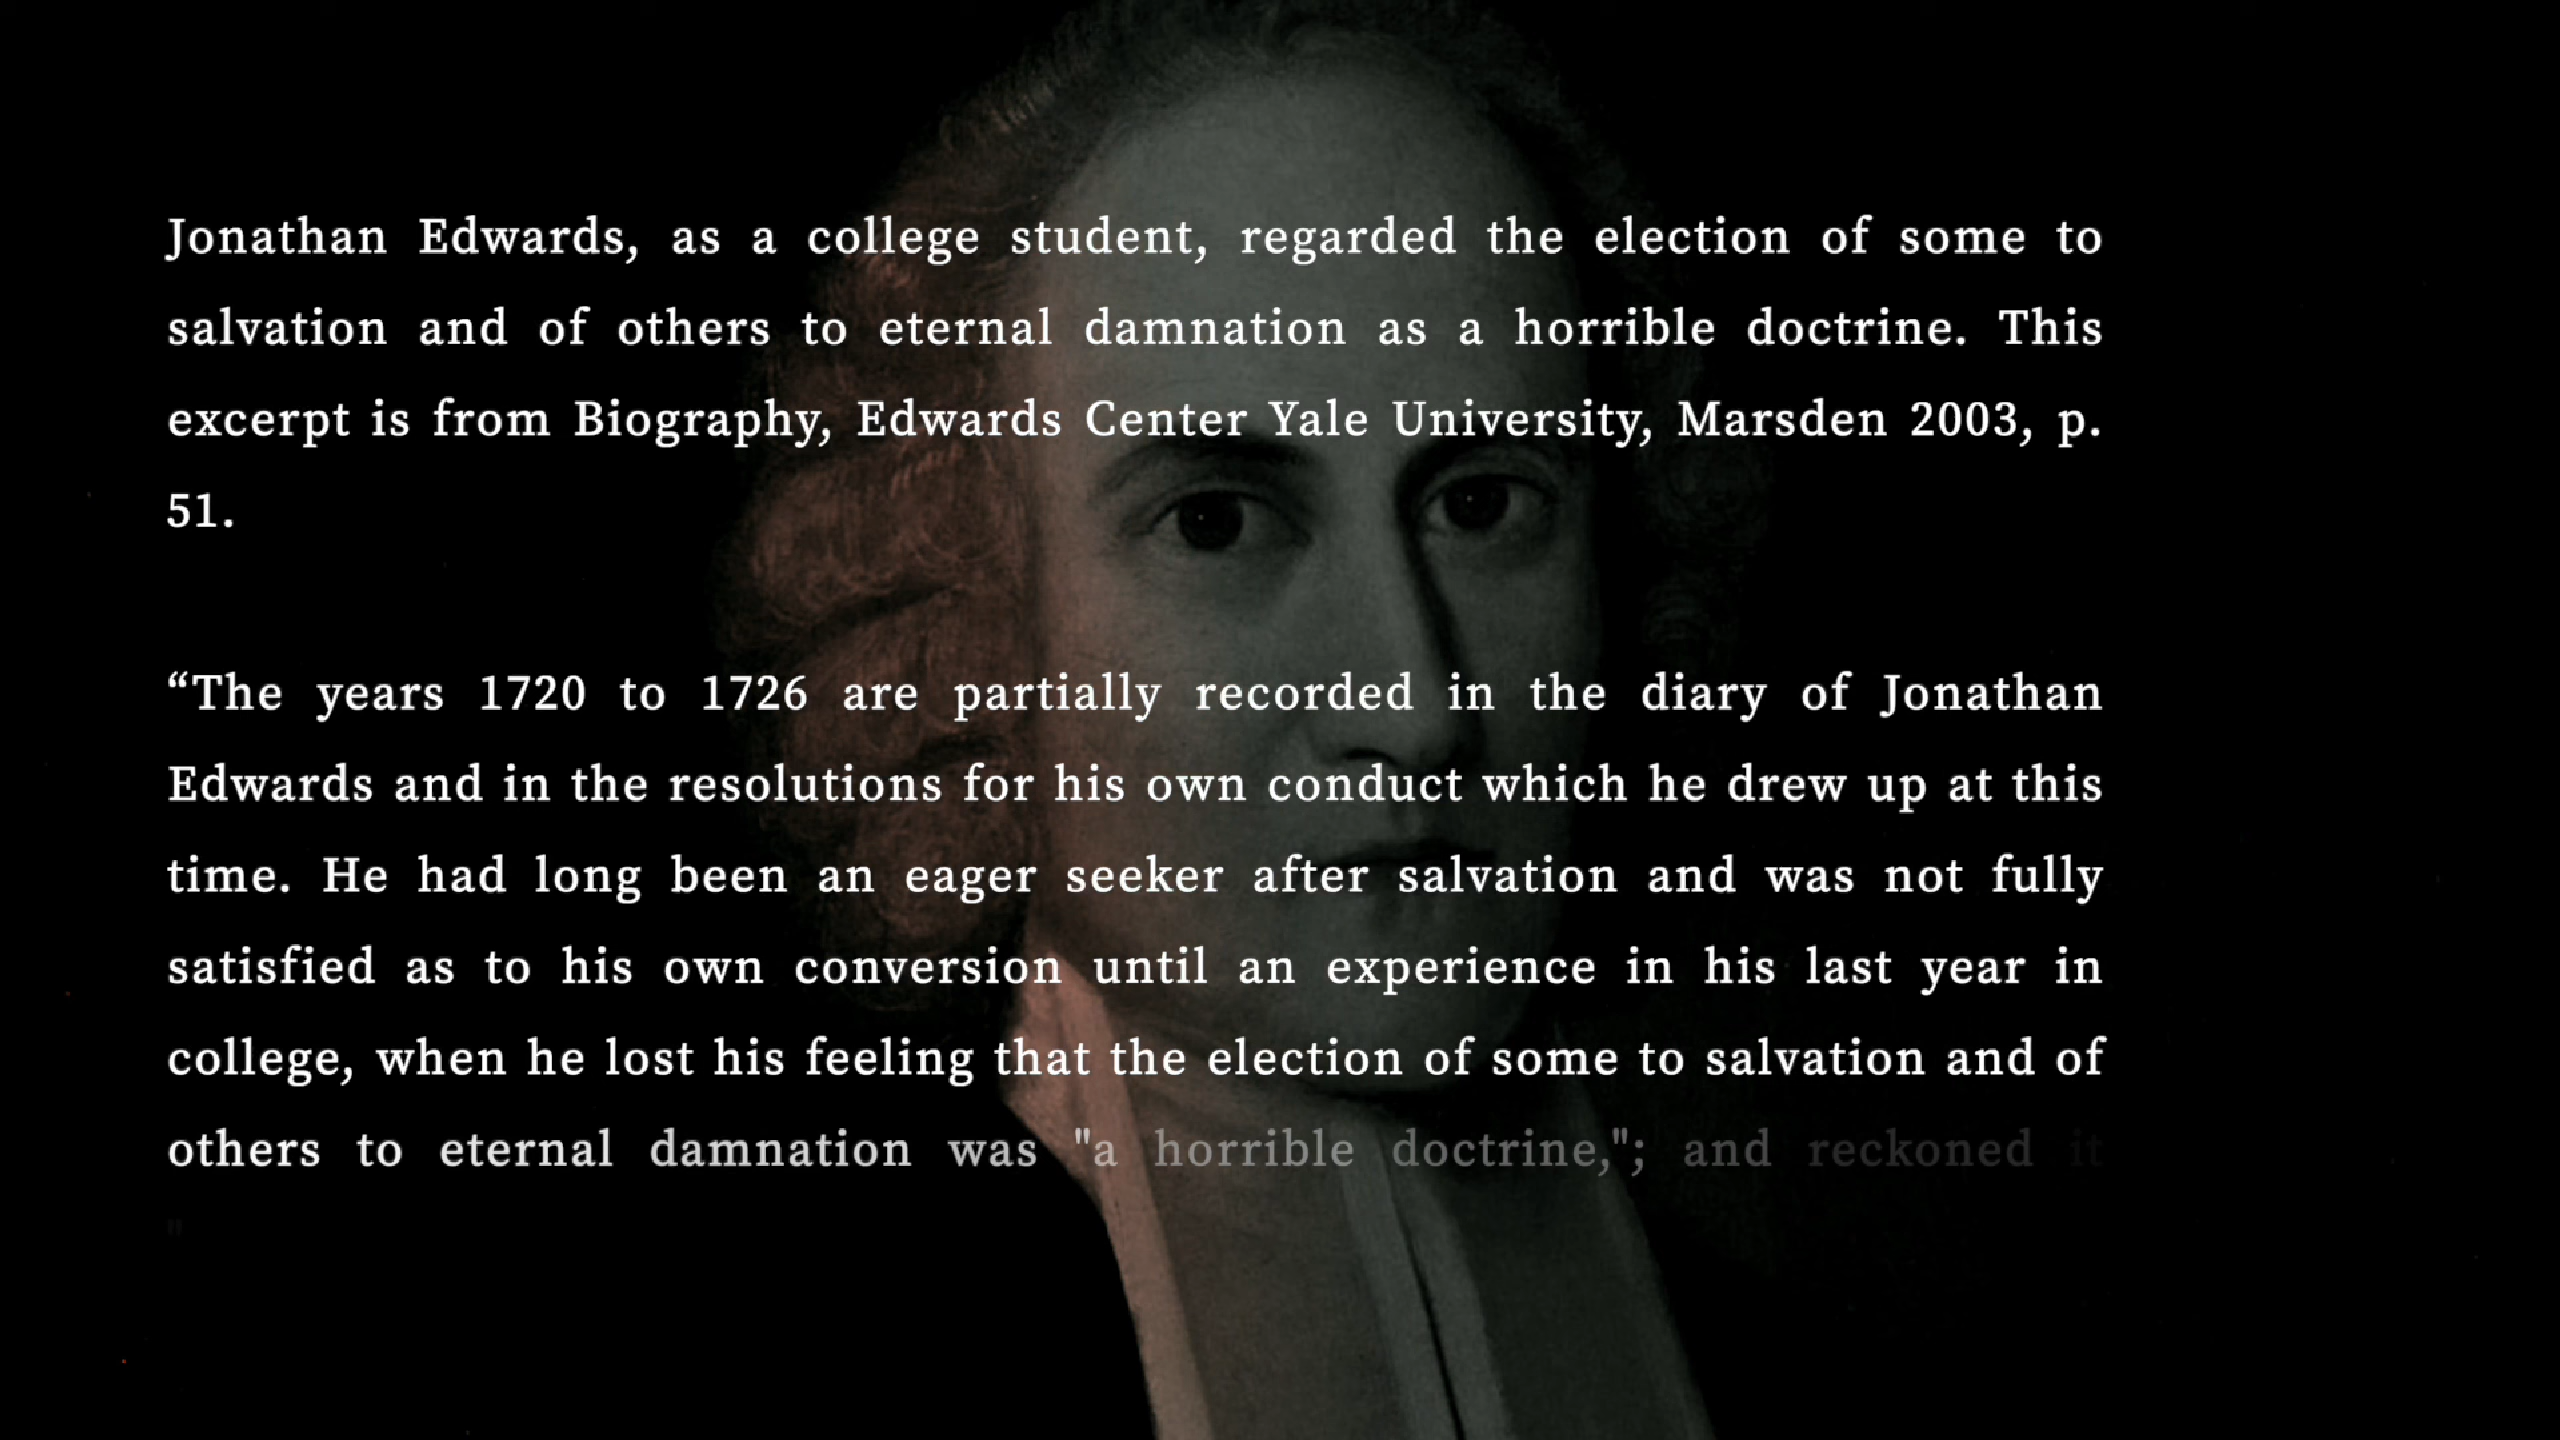 Jonathan Edwards, as a college student, regarded the election of some to
salvation and of others to eternal damnation as a horrible doctrine. This
excerpt is from Biography, Edwards Center Yale University, Marsden 2003, p.
51.
“The years 1720 to 1726 are partially recorded in the diary of Jonathan
Edwards and in the resolutions for his own conduct which he drew up at this
time. He had long been an eager seeker after salvation and was not fully
satisfied as to his own conversion until an experience in his last year in
college, when he lost his feeling that the election of some to salvation and of
others to eternal damnation was "a horrible doctrine,"; and reckoned it
"